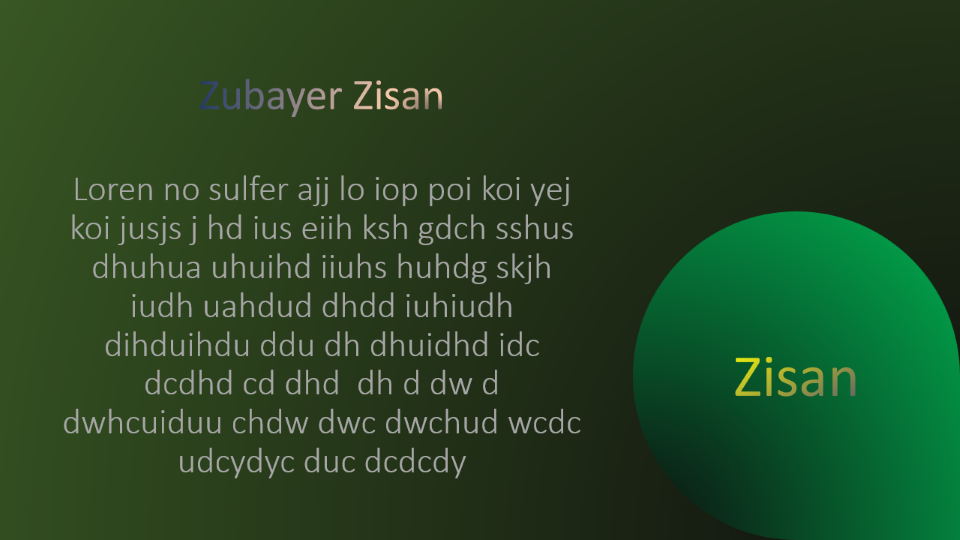 Zubayer Zisan
Loren no sulfer ajj lo iop poi koi yej
koi jusjs j hd ius eiih ksh gdch sshus
dhuhua uhuihd iiuhs huhdg skjh
iudh uahdud dhdd iuhiudh
dihduihdu ddu dh dhuidhd idc
dcdhd cd dhd  dh d dw d
dwhcuiduu chdw dwc dwchud wcdc
udcydyc duc dcdcdy
Zisan